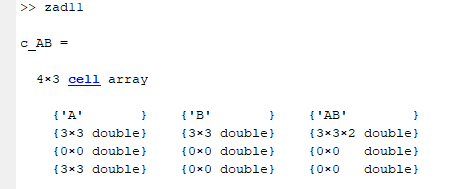 >> zad11
c_AB =
4×3 cell array
{'A' } {'B' } {'AB' }
{3×3 double} {3×3 double} {3×3×2 double}
{0×0 double} {0×0 double} {0×0 double}
{3×3 double} {0×0 double} {0×0 double}